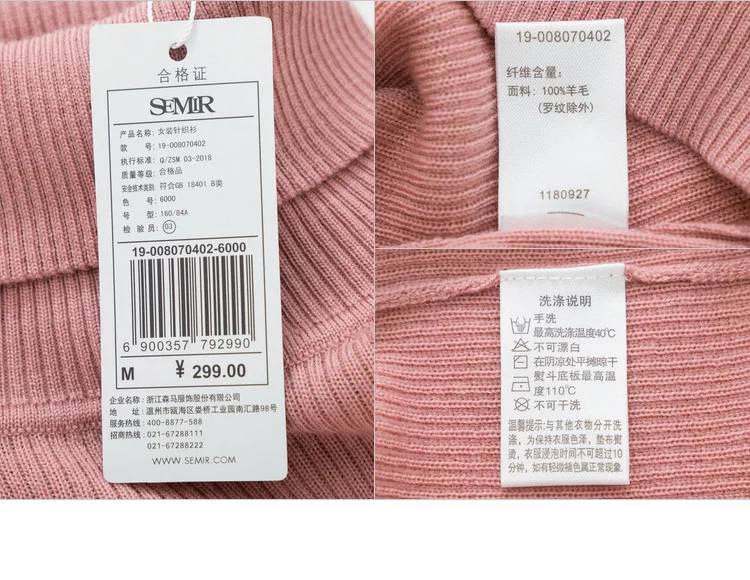 合格证
SEMIR
产品名称: 女装针织衫
款 号: 19-008070402
执行标准: Q/ZSM 03-2018
质量等级: 合格品
安全技术类别: 符合GB 18401 B类
色 号: 6000
号 型: 160/84A
检 验 员: 03
19-008070402-6000
6 900357 792990
M ¥ 299.00
企业名称: 浙江森马服饰股份有限公司
地 址: 温州市瓯海区娄桥工业园南汇路98号
服务热线: 400-8877-588
招商热线: 021-67288111
021-67288222
WWW.SEMIR.COM
19-008070402
纤维含量:
面料: 100%羊毛
(罗纹除外)
1180927
洗涤说明
手洗
最高洗涤温度40℃
不可漂白
在阴凉处平摊晾干
熨斗底板最高温
度110℃
不可干洗
温馨提示:与其他衣物分开洗
涤, 为保持衣服色泽, 垫布熨
烫, 衣服浸泡时间不可超过10
分钟, 如有轻微褪色属正常现象.